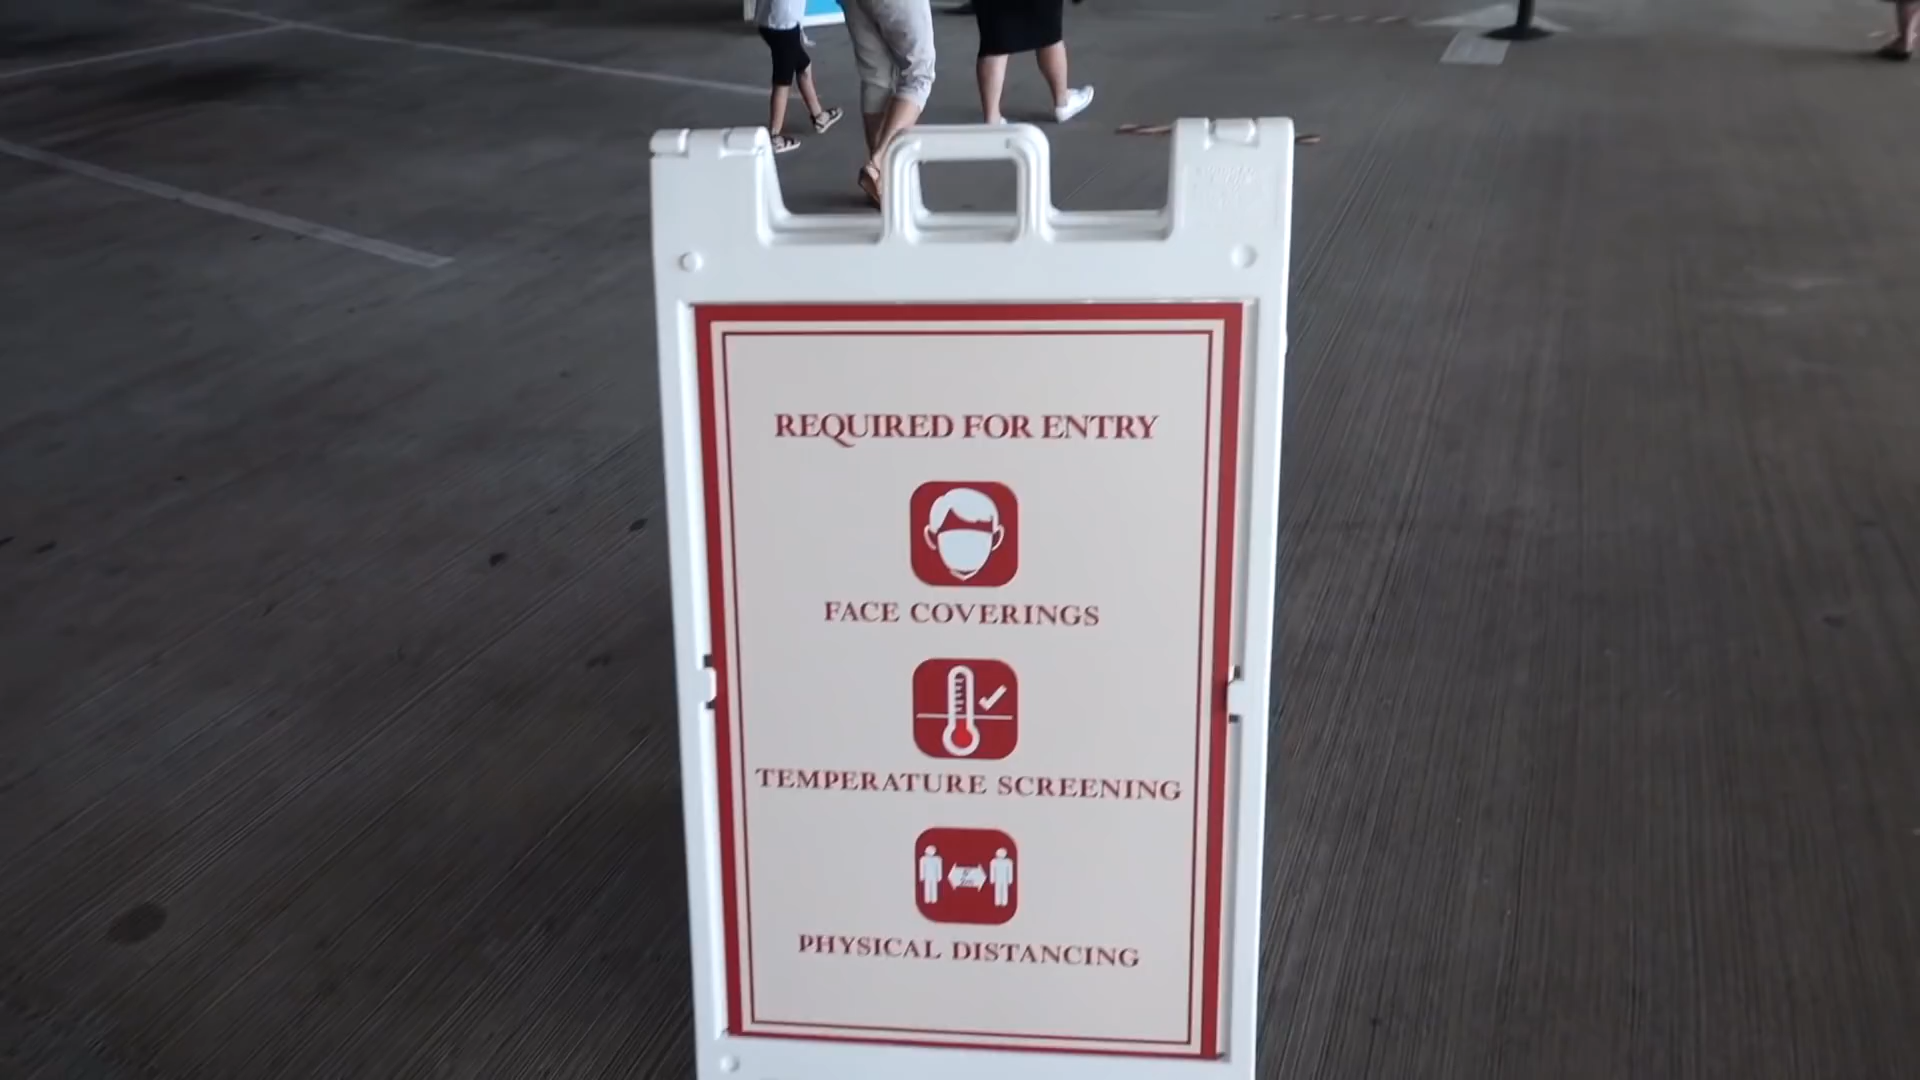 REQUIRED FOR ENTRY
FACE COVERINGS
TEMPERATURE SCREENING
PHYSICAL DISTANCING